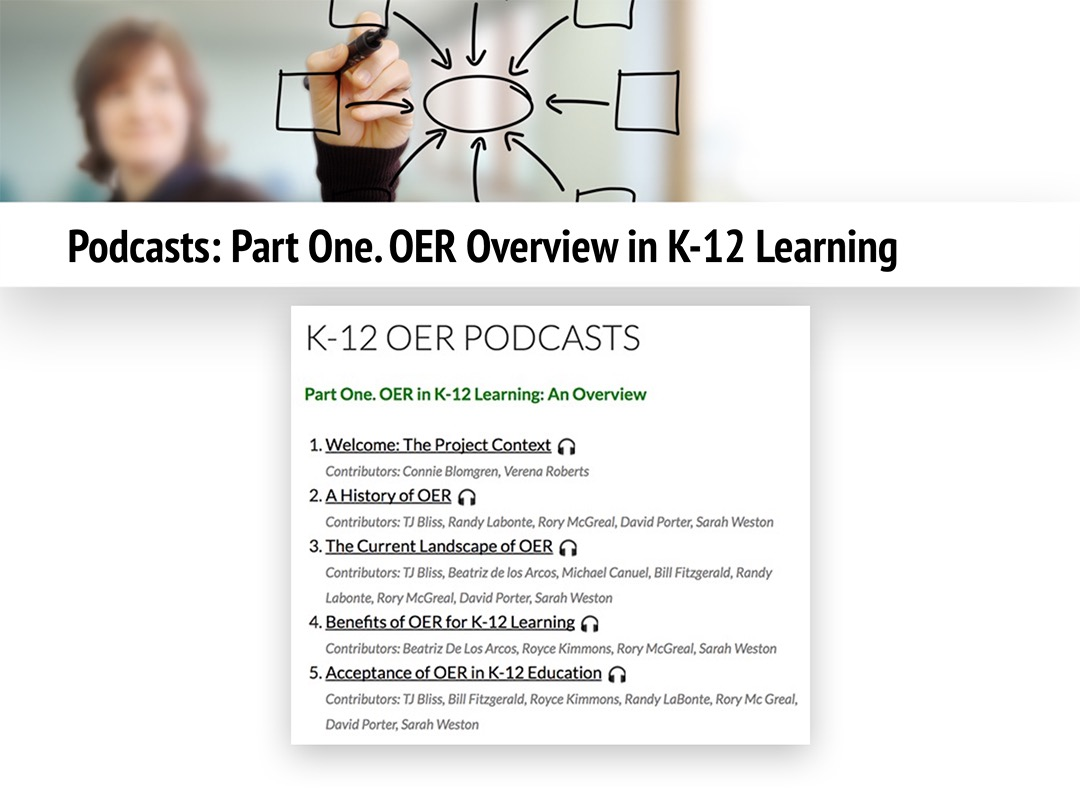 Podcasts: Part One. OER Overview in K-12 Learning
K-12 OER PODCASTS
Part One. OER in K-12 Learning: An Overview
1. Welcome: The Project Context
Contributors: Connie Blomgren, Verena Roberts
2. A History of OER
Contributors: TJ Bliss, Randy Labonte, Rory McGreal, David Porter, Sarah Weston
3. The Current Landscape of OER
Contributors: TJ Bliss, Beatriz de los Arcos, Michael Canuel, Bill Fitzgerald, Randy
Labonte, Rory McGreal, David Porter, Sarah Weston
4. Benefits of OER for K-12 Learning
Contributors: Beatriz De Los Arcos, Royce Kimmons, Rory McGreal, Sarah Weston
5. Acceptance of OER in K-12 Education
Contributors: TJ Bliss, Bill Fitzgerald, Royce Kimmons, Randy LaBonte, Rory Mc Greal,
David Porter, Sarah Weston